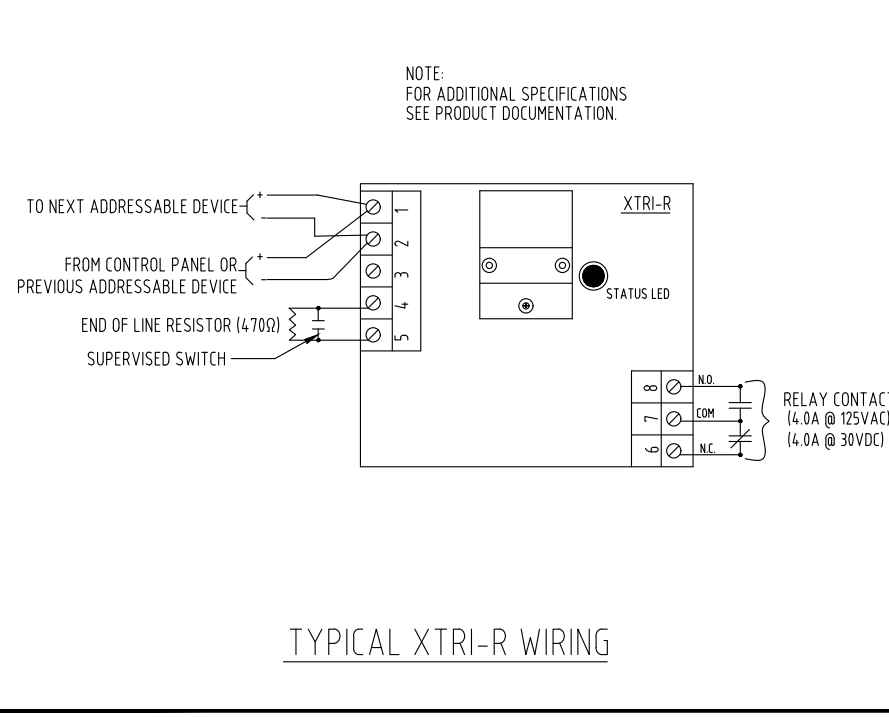 NOTE:
FOR ADDITIONAL SPECIFICATIONS
SEE PRODUCT DOCUMENTATION.
TO NEXT ADDRESSABLE DEVICE
+
-
FROM CONTROL PANEL OR
PREVIOUS ADDRESSABLE DEVICE
+
-
END OF LINE RESISTOR (470Ω)
SUPERVISED SWITCH
1
2
3
4
5
XTRI-R
STATUS LED
8
7
6
N.O.
COM
N.C.
RELAY CONTACT
(4.0A @ 125VAC)
(4.0A @ 30VDC)
TYPICAL XTRI-R WIRING